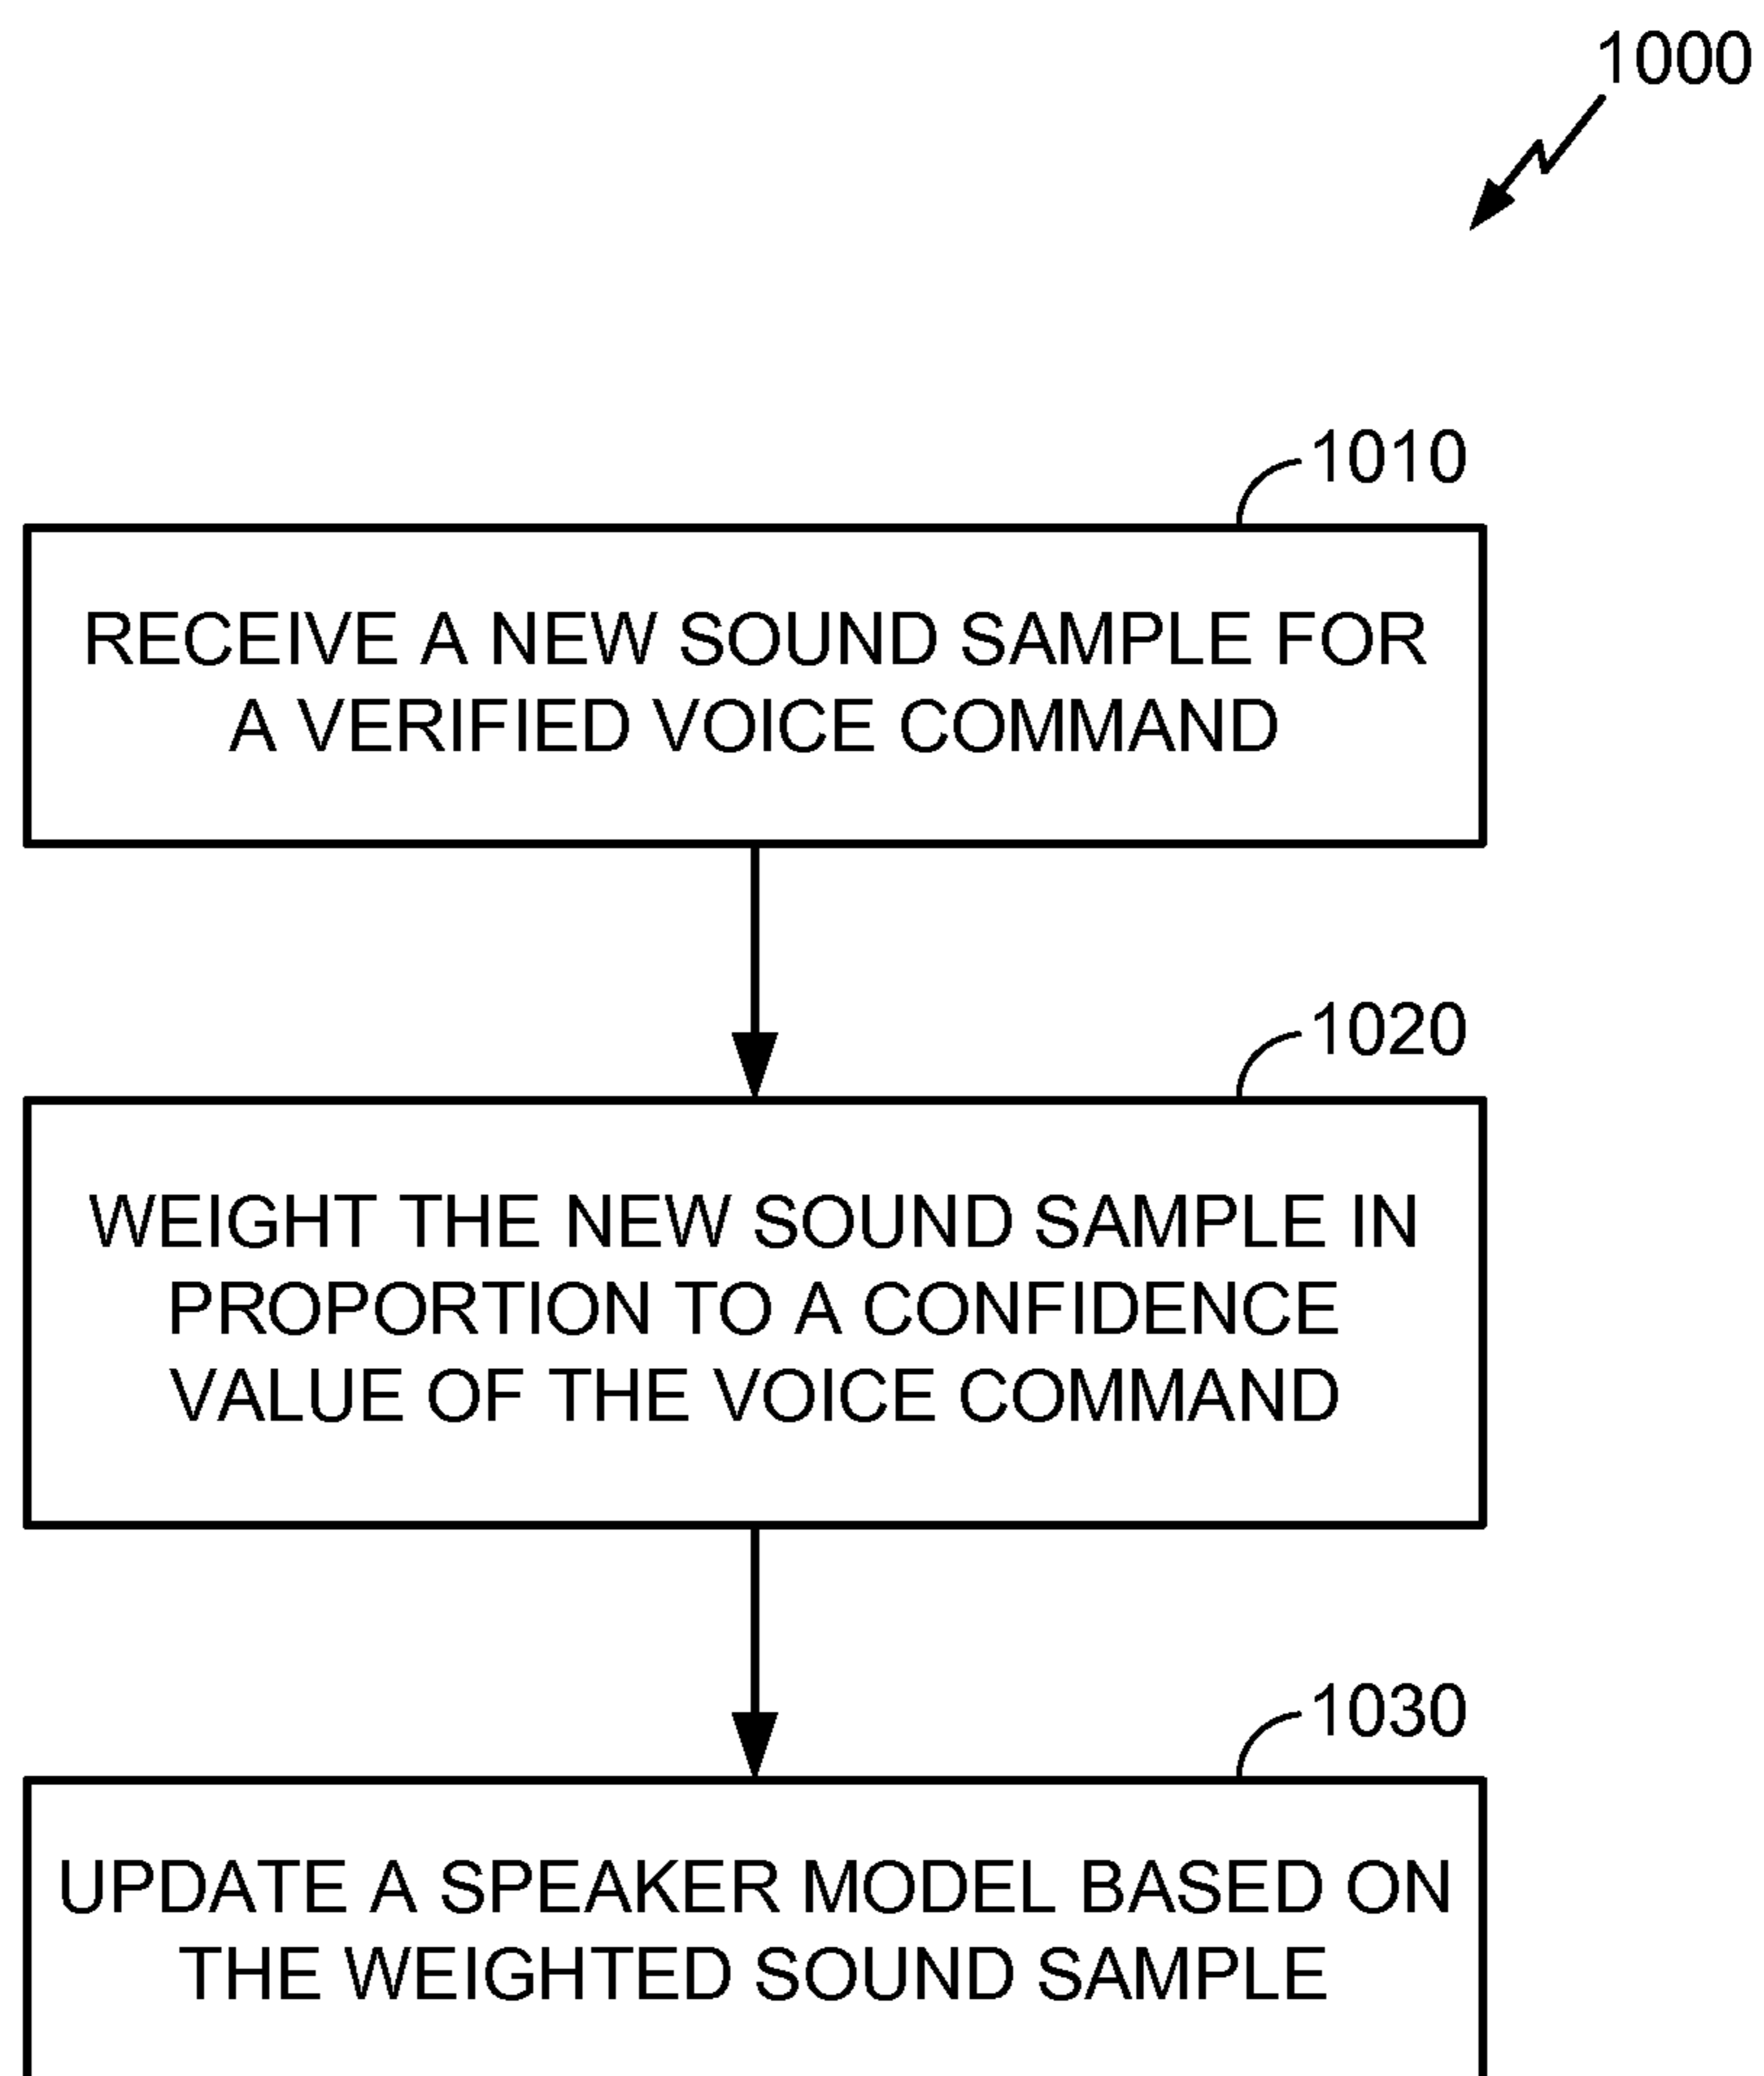 1000
1010
RECEIVE A NEW SOUND SAMPLE FOR
A VERIFIED VOICE COMMAND
1020
WEIGHT THE NEW SOUND SAMPLE IN
PROPORTION TO A CONFIDENCE
VALUE OF THE VOICE COMMAND
1030
UPDATE A SPEAKER MODEL BASED ON
THE WEIGHTED SOUND SAMPLE